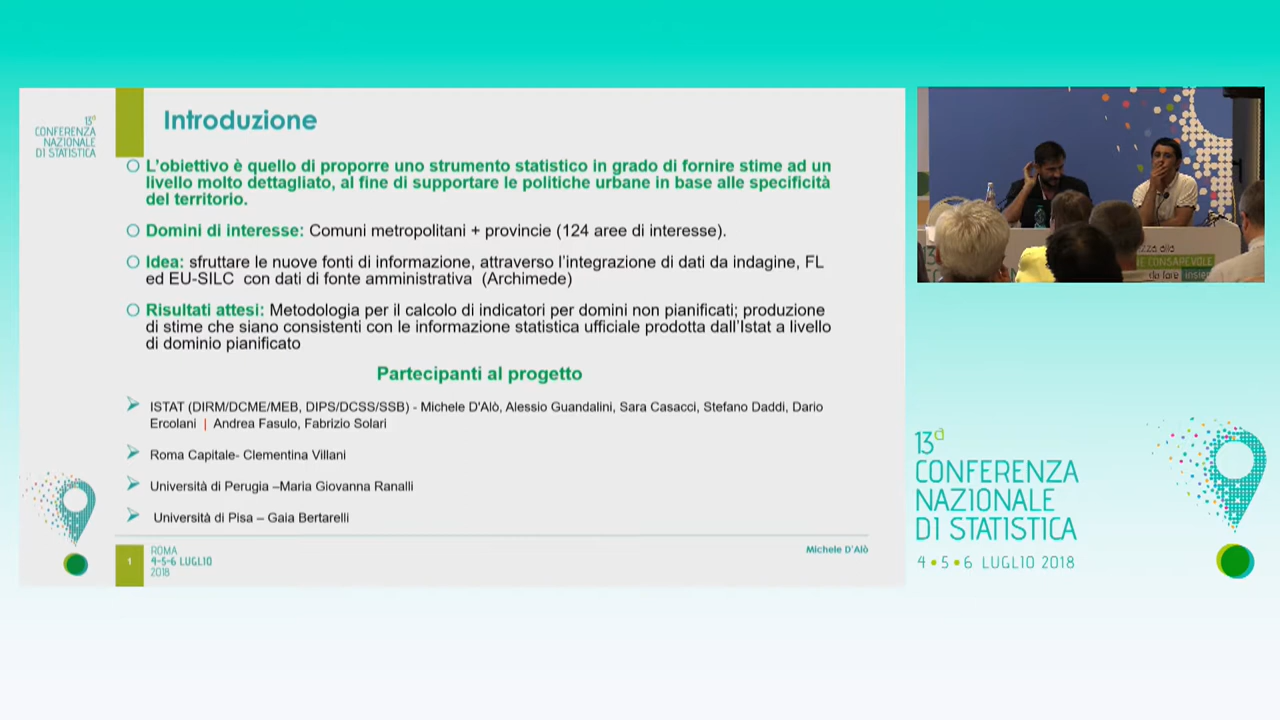 13ª
CONFERENZA
NAZIONALE
DI STATISTICA
Introduzione
L'obiettivo è quello di proporre uno strumento statistico in grado di fornire stime ad un
livello molto dettagliato, al fine di supportare le politiche urbane in base alle specificità
del territorio.
Domini di interesse: Comuni metropolitani + provincie (124 aree di interesse).
Idea: sfruttare le nuove fonti di informazione, attraverso l'integrazione di dati da indagine, FL
ed EU-SILC con dati di fonte amministrativa (Archimede)
Risultati attesi: Metodologia per il calcolo di indicatori per domini non pianificati; produzione
di stime che siano consistenti con le informazione statistica ufficiale prodotta dall'Istat a livello
di dominio pianificato
Partecipanti al progetto
ISTAT (DIRM/DCME/MEB, DIPS/DCSS/SSB) - Michele D'Alò, Alessio Guandalini, Sara Casacci, Stefano Daddi, Dario
Ercolani | Andrea Fasulo, Fabrizio Solari
Roma Capitale- Clementina Villani
Università di Perugia –Maria Giovanna Ranalli
Università di Pisa – Gaia Bertarelli
1
ROMA
4-5-6 LUGLIO
2018
Michele D'Alò
CONSAPEVOLE
da fare
13ª
CONFERENZA
NAZIONALE
DI STATISTICA
4•5•6 LUGLIO 2018